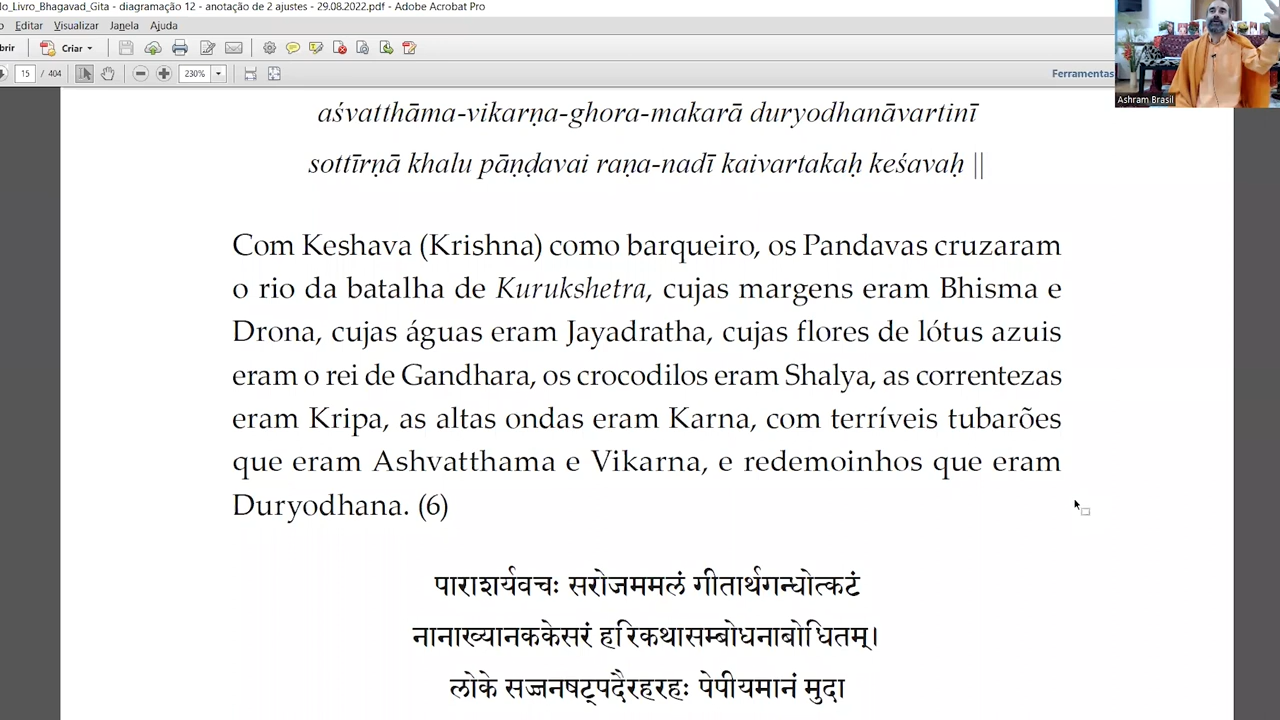 lo_Livro_Bhagavad_Gita - diagramação 12 - anotação de 2 ajustes - 29.08.2022.pdf - Adobe Acrobat Pro
Editar Visualizar Janela Ajuda
brir Criar
15 / 404 230% Ferramentas
Ashram Brasil
aśvatthāma-vikarṇa-ghora-makarā duryodhanāvartinī
sottīrṇā khalu pāṇḍavai raṇa-nadī kaivartakaḥ keśavaḥ ||
Com Keshava (Krishna) como barqueiro, os Pandavas cruzaram
o rio da batalha de Kurukshetra, cujas margens eram Bhisma e
Drona, cujas águas eram Jayadratha, cujas flores de lótus azuis
eram o rei de Gandhara, os crocodilos eram Shalya, as correntezas
eram Kripa, as altas ondas eram Karna, com terríveis tubarões
que eram Ashvatthama e Vikarna, e redemoinhos que eram
Duryodhana. (6)
पाराशर्यवचः सरोजममलं गीतार्थगन्धोत्कटं
नानाख्यानककेसरं हरिकथासम्बोधनाबोधितम्।
लोके सज्जनषट्पदैरहरहः पेपीयमानं मुदा